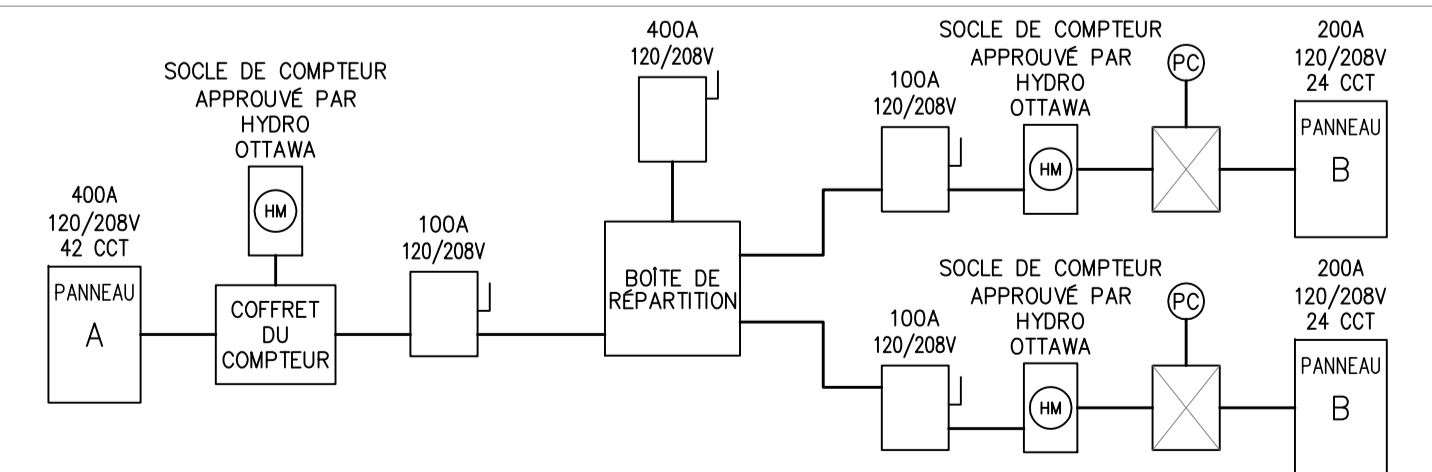 SOCLE DE COMPTEUR
APPROUVÉ PAR
HYDRO
OTTAWA
HM
400A
120/208V
42 CCT
PANNEAU
A
COFFRET
DU
COMPTEUR
100A
120/208V
400A
120/208V
BOÎTE DE
RÉPARTITION
100A
120/208V
SOCLE DE COMPTEUR
APPROUVÉ PAR
HYDRO
OTTAWA
HM
PC
200A
120/208V
24 CCT
PANNEAU
B
100A
120/208V
SOCLE DE COMPTEUR
APPROUVÉ PAR
HYDRO
OTTAWA
HM
PC
200A
120/208V
24 CCT
PANNEAU
B